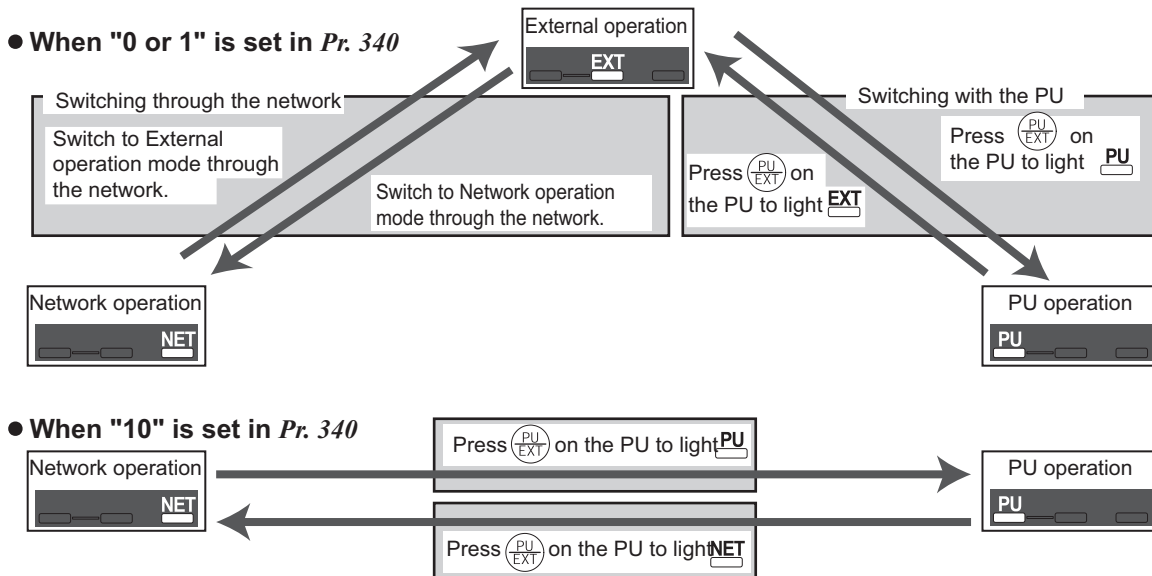 ● When "0 or 1" is set in Pr. 340
External operation
EXT
Switching through the network
Switch to External
operation mode through
the network.
Switch to Network operation
mode through the network.
Switching with the PU
Press PU/EXT on
the PU to light PU
Press PU/EXT on
the PU to light EXT
Network operation
NET
PU operation
PU
● When "10" is set in Pr. 340
Network operation
NET
Press PU/EXT on the PU to light PU
PU operation
PU
Press PU/EXT on the PU to light NET